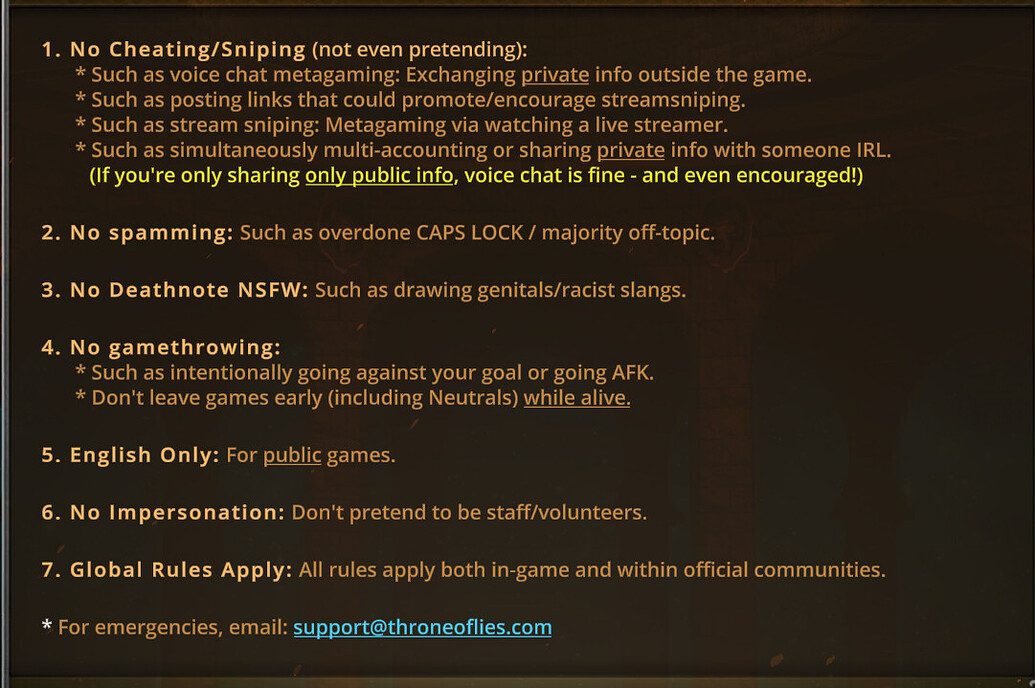 1. No Cheating/Sniping (not even pretending):
* Such as voice chat metagaming: Exchanging private info outside the game.
* Such as posting links that could promote/encourage streamsniping.
* Such as stream sniping: Metagaming via watching a live streamer.
* Such as simultaneously multi-accounting or sharing private info with someone IRL.
(If you're only sharing only public info, voice chat is fine - and even encouraged!)
2. No spamming: Such as overdone CAPS LOCK / majority off-topic.
3. No Deathnote NSFW: Such as drawing genitals/racist slangs.
4. No gamethrowing:
* Such as intentionally going against your goal or going AFK.
* Don't leave games early (including Neutrals) while alive.
5. English Only: For public games.
6. No Impersonation: Don't pretend to be staff/volunteers.
7. Global Rules Apply: All rules apply both in-game and within official communities.
* For emergencies, email: support@throneoflies.com